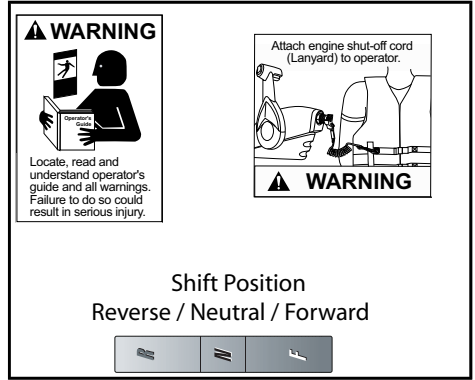 WARNING
Operator's
Guide
Locate, read and
understand operator's
guide and all warnings.
Failure to do so could
result in serious injury.
Attach engine shut-off cord
(Lanyard) to operator.
WARNING
Shift Position
Reverse / Neutral / Forward
R N F